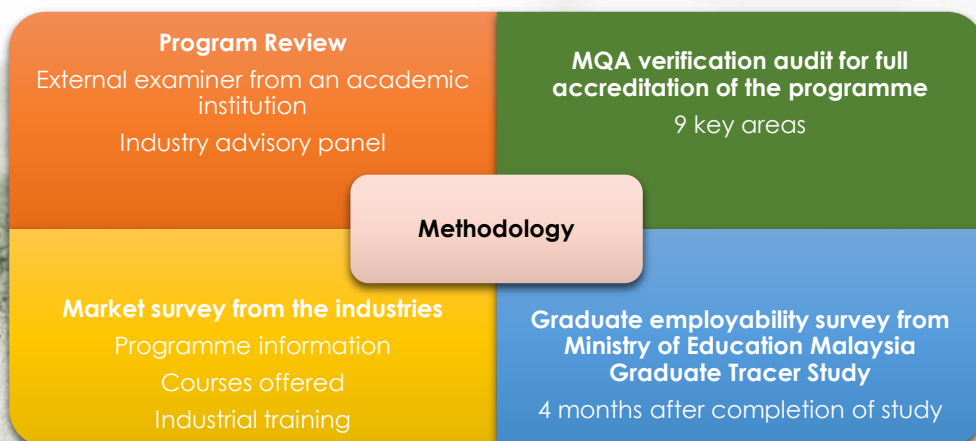 Program Review
External examiner from an academic
institution
Industry advisory panel
MQA verification audit for full
accreditation of the programme
9 key areas
Methodology
Market survey from the industries
Programme information
Courses offered
Industrial training
Graduate employability survey from
Ministry of Education Malaysia
Graduate Tracer Study
4 months after completion of study